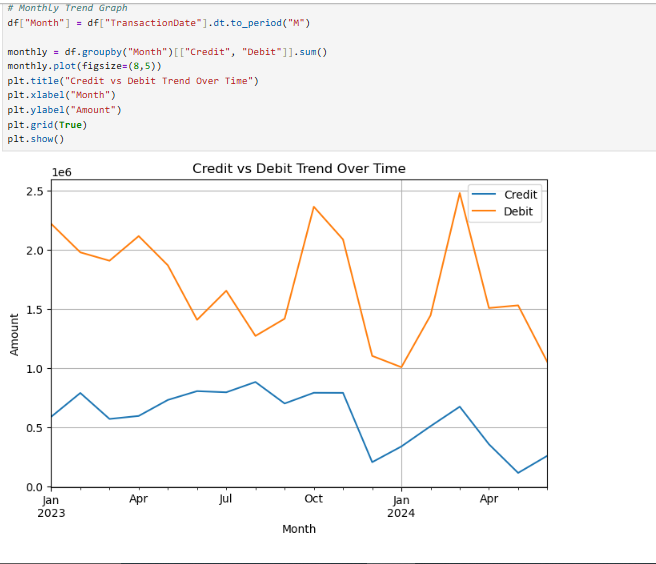 # Monthly Trend Graph
df["Month"] = df["TransactionDate"].dt.to_period("M")
monthly = df.groupby("Month")[["Credit", "Debit"]].sum()
monthly.plot(figsize=(8,5))
plt.title("Credit vs Debit Trend Over Time")
plt.xlabel("Month")
plt.ylabel("Amount")
plt.grid(True)
plt.show()
Credit vs Debit Trend Over Time
1e6
Credit
Debit
2.5
2.0
1.5
1.0
0.5
0.0
Amount
Jan Apr Jul Oct Jan Apr
2023 2024
Month